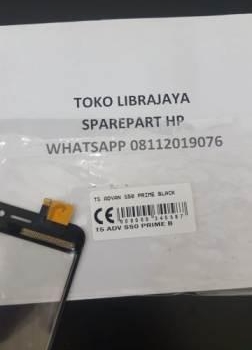 TOKO LIBRAJAYA
SPAREPART HP
WHATSAPP 08112019076
TS ADVAN S50 PRIME BLACK
CE
TS ADV S50 PRIME B